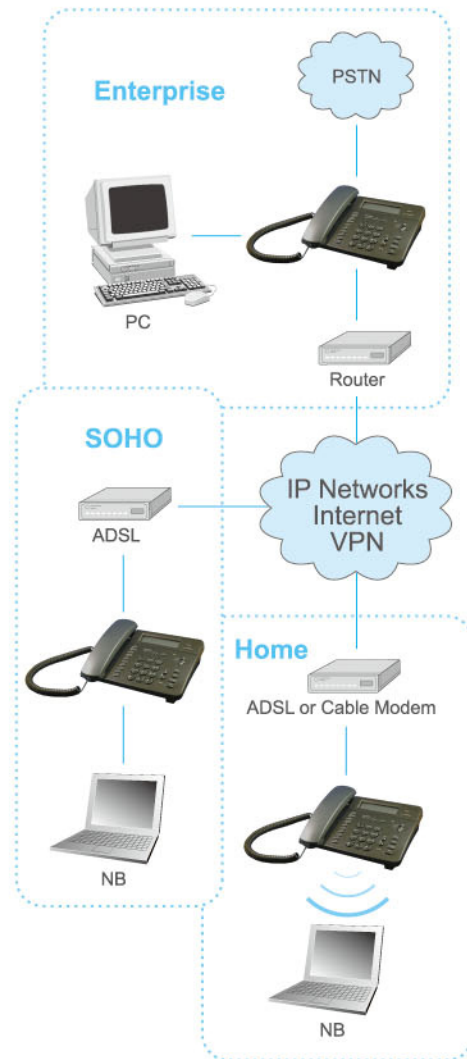 Enterprise
PSTN
PC
Router
SOHO
ADSL
IP Networks
Internet
VPN
Home
ADSL or Cable Modem
NB
NB